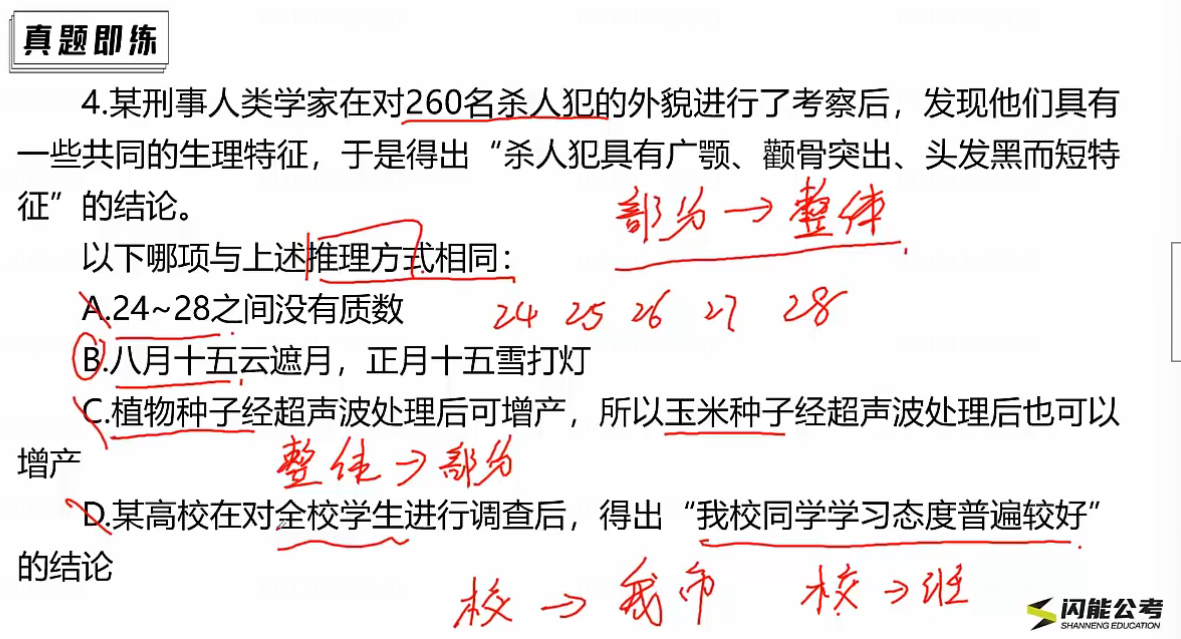 真题即练
4.某刑事人类学家在对260名杀人犯的外貌进行了考察后，发现他们具有
一些共同的生理特征，于是得出“杀人犯具有广颚、颧骨突出、头发黑而短特
征”的结论。
部分→整体
以下哪项与上述推理方式相同：
A.24~28之间没有质数
24 25 26 27 28
B.八月十五云遮月，正月十五雪打灯
C.植物种子经超声波处理后可增产，所以玉米种子经超声波处理后也可以
增产
整体→部分
D.某高校在对全校学生进行调查后，得出“我校同学学习态度普遍较好”
的结论
校→我市 校→班
闪能公考
SHANNENG EDUCATION